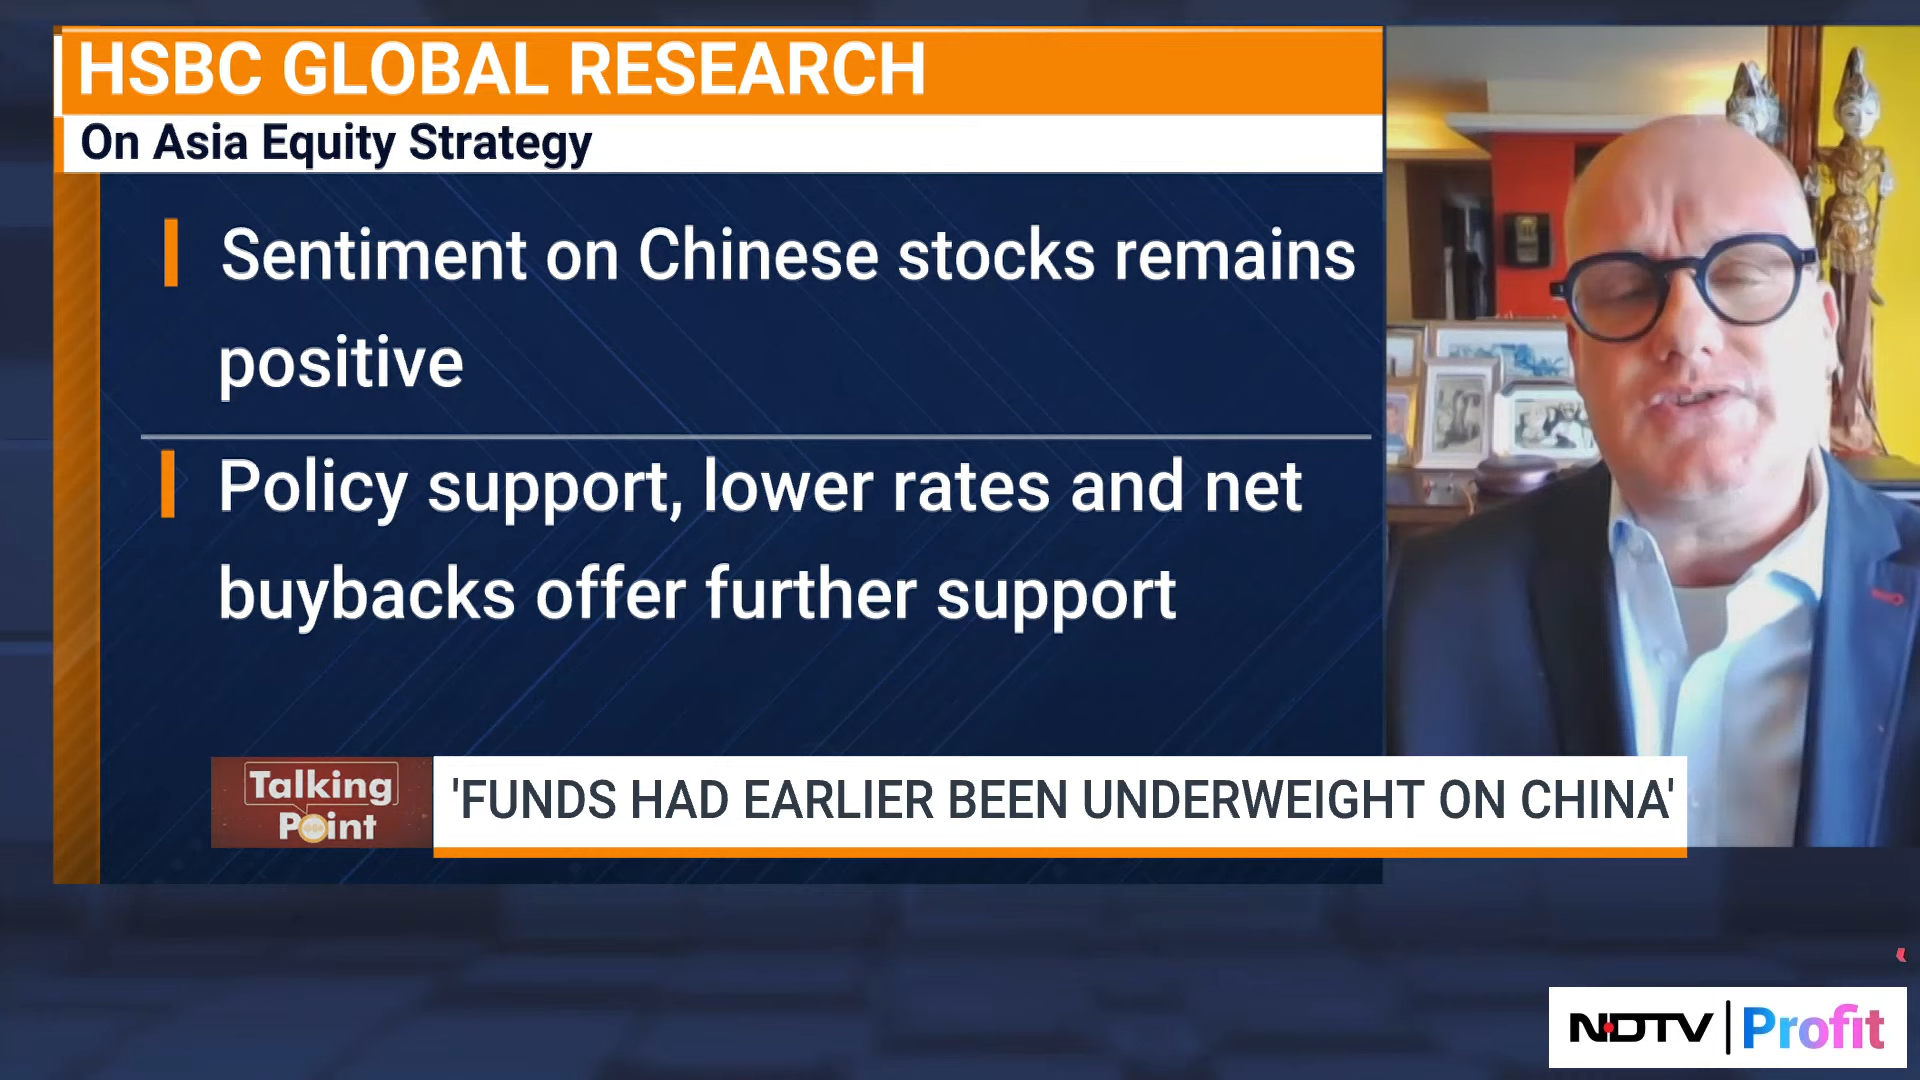 HSBC GLOBAL RESEARCH
On Asia Equity Strategy
Sentiment on Chinese stocks remains
positive
Policy support, lower rates and net
buybacks offer further support
Talking
Point
'FUNDS HAD EARLIER BEEN UNDERWEIGHT ON CHINA'
NDTV | Profit